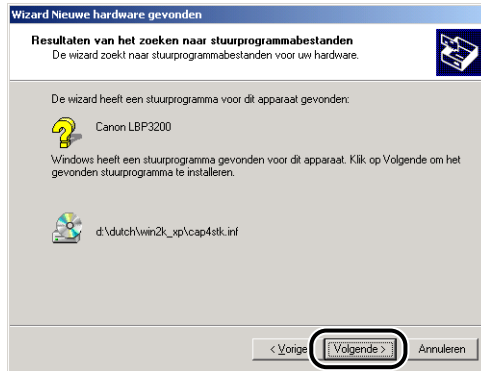 Wizard Nieuwe hardware gevonden
Resultaten van het zoeken naar stuurprogrammabestanden
De wizard zoekt naar stuurprogrammabestanden voor uw hardware.
De wizard heeft een stuurprogramma voor dit apparaat gevonden:
Canon LBP3200
Windows heeft een stuurprogramma gevonden voor dit apparaat. Klik op Volgende om het
gevonden stuurprogramma te installeren.
d:\dutch\win2k_xp\cap4stk.inf
< Vorige Volgende > Annuleren